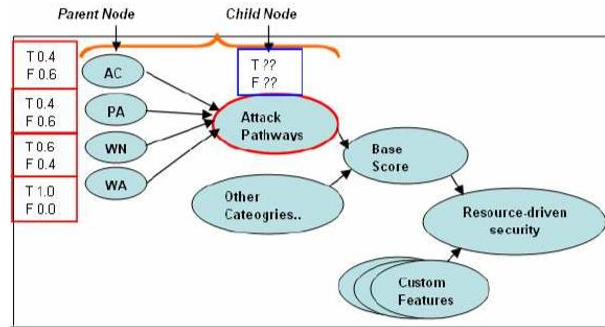 Parent Node
Child Node
T 0.4
F 0.6
AC
T ??
F ??
T 0.4
F 0.6
PA
Attack
Pathways
T 0.6
F 0.4
WN
Base
Score
T 1.0
F 0.0
WA
Other
Cateogries..
Resource-driven
security
Custom
Features